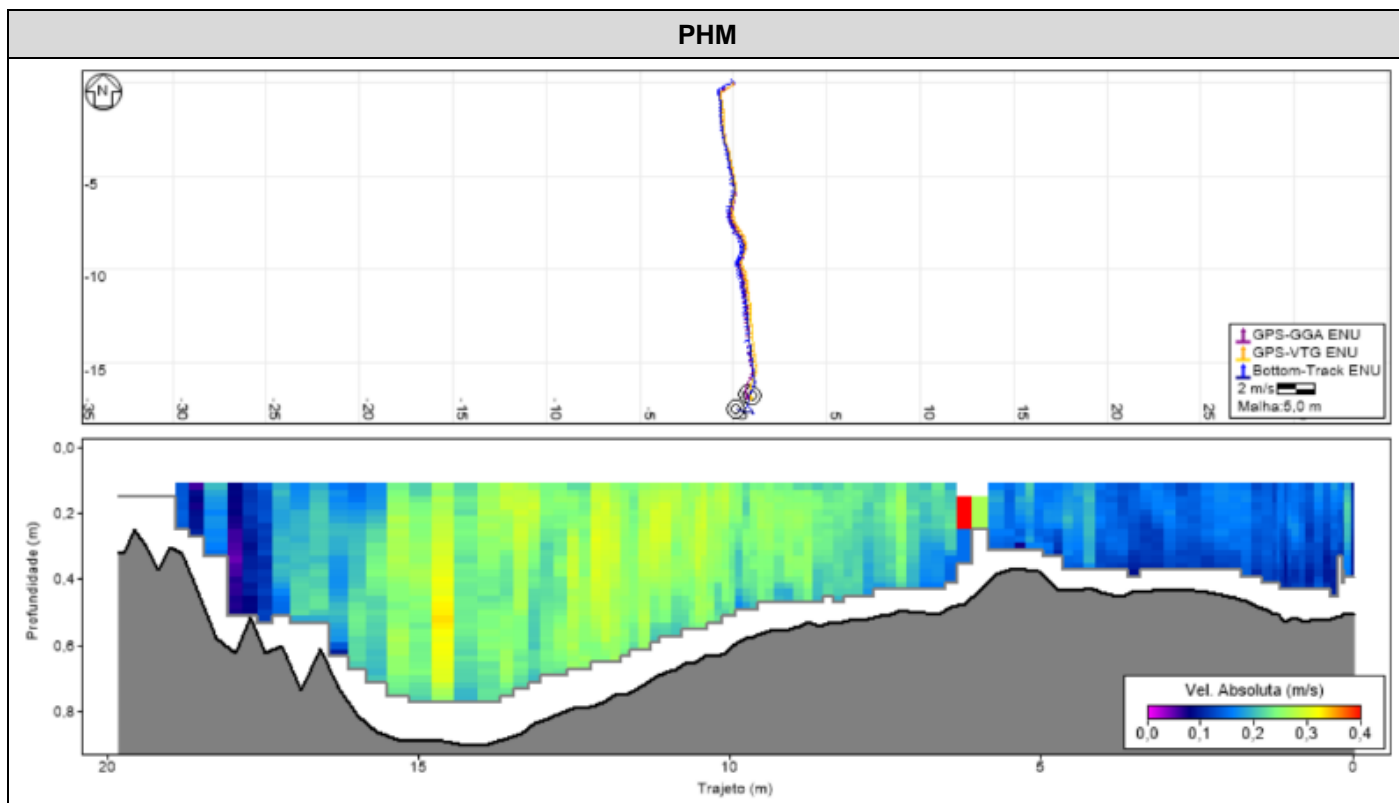 PHM
N
-5
-10
-15
-35
-30
-25
-20
-15
-10
-5
5
10
15
20
25
GPS-GGA ENU
GPS-VTG ENU
Bottom-Track ENU
2 m/s
Malha:5,0 m
0,0
0,2
0,4
0,6
0,8
Profundidade (m)
Vel. Absoluta (m/s)
0,0 0,1 0,2 0,3 0,4
20 15 10 5 0
Trajeto (m)